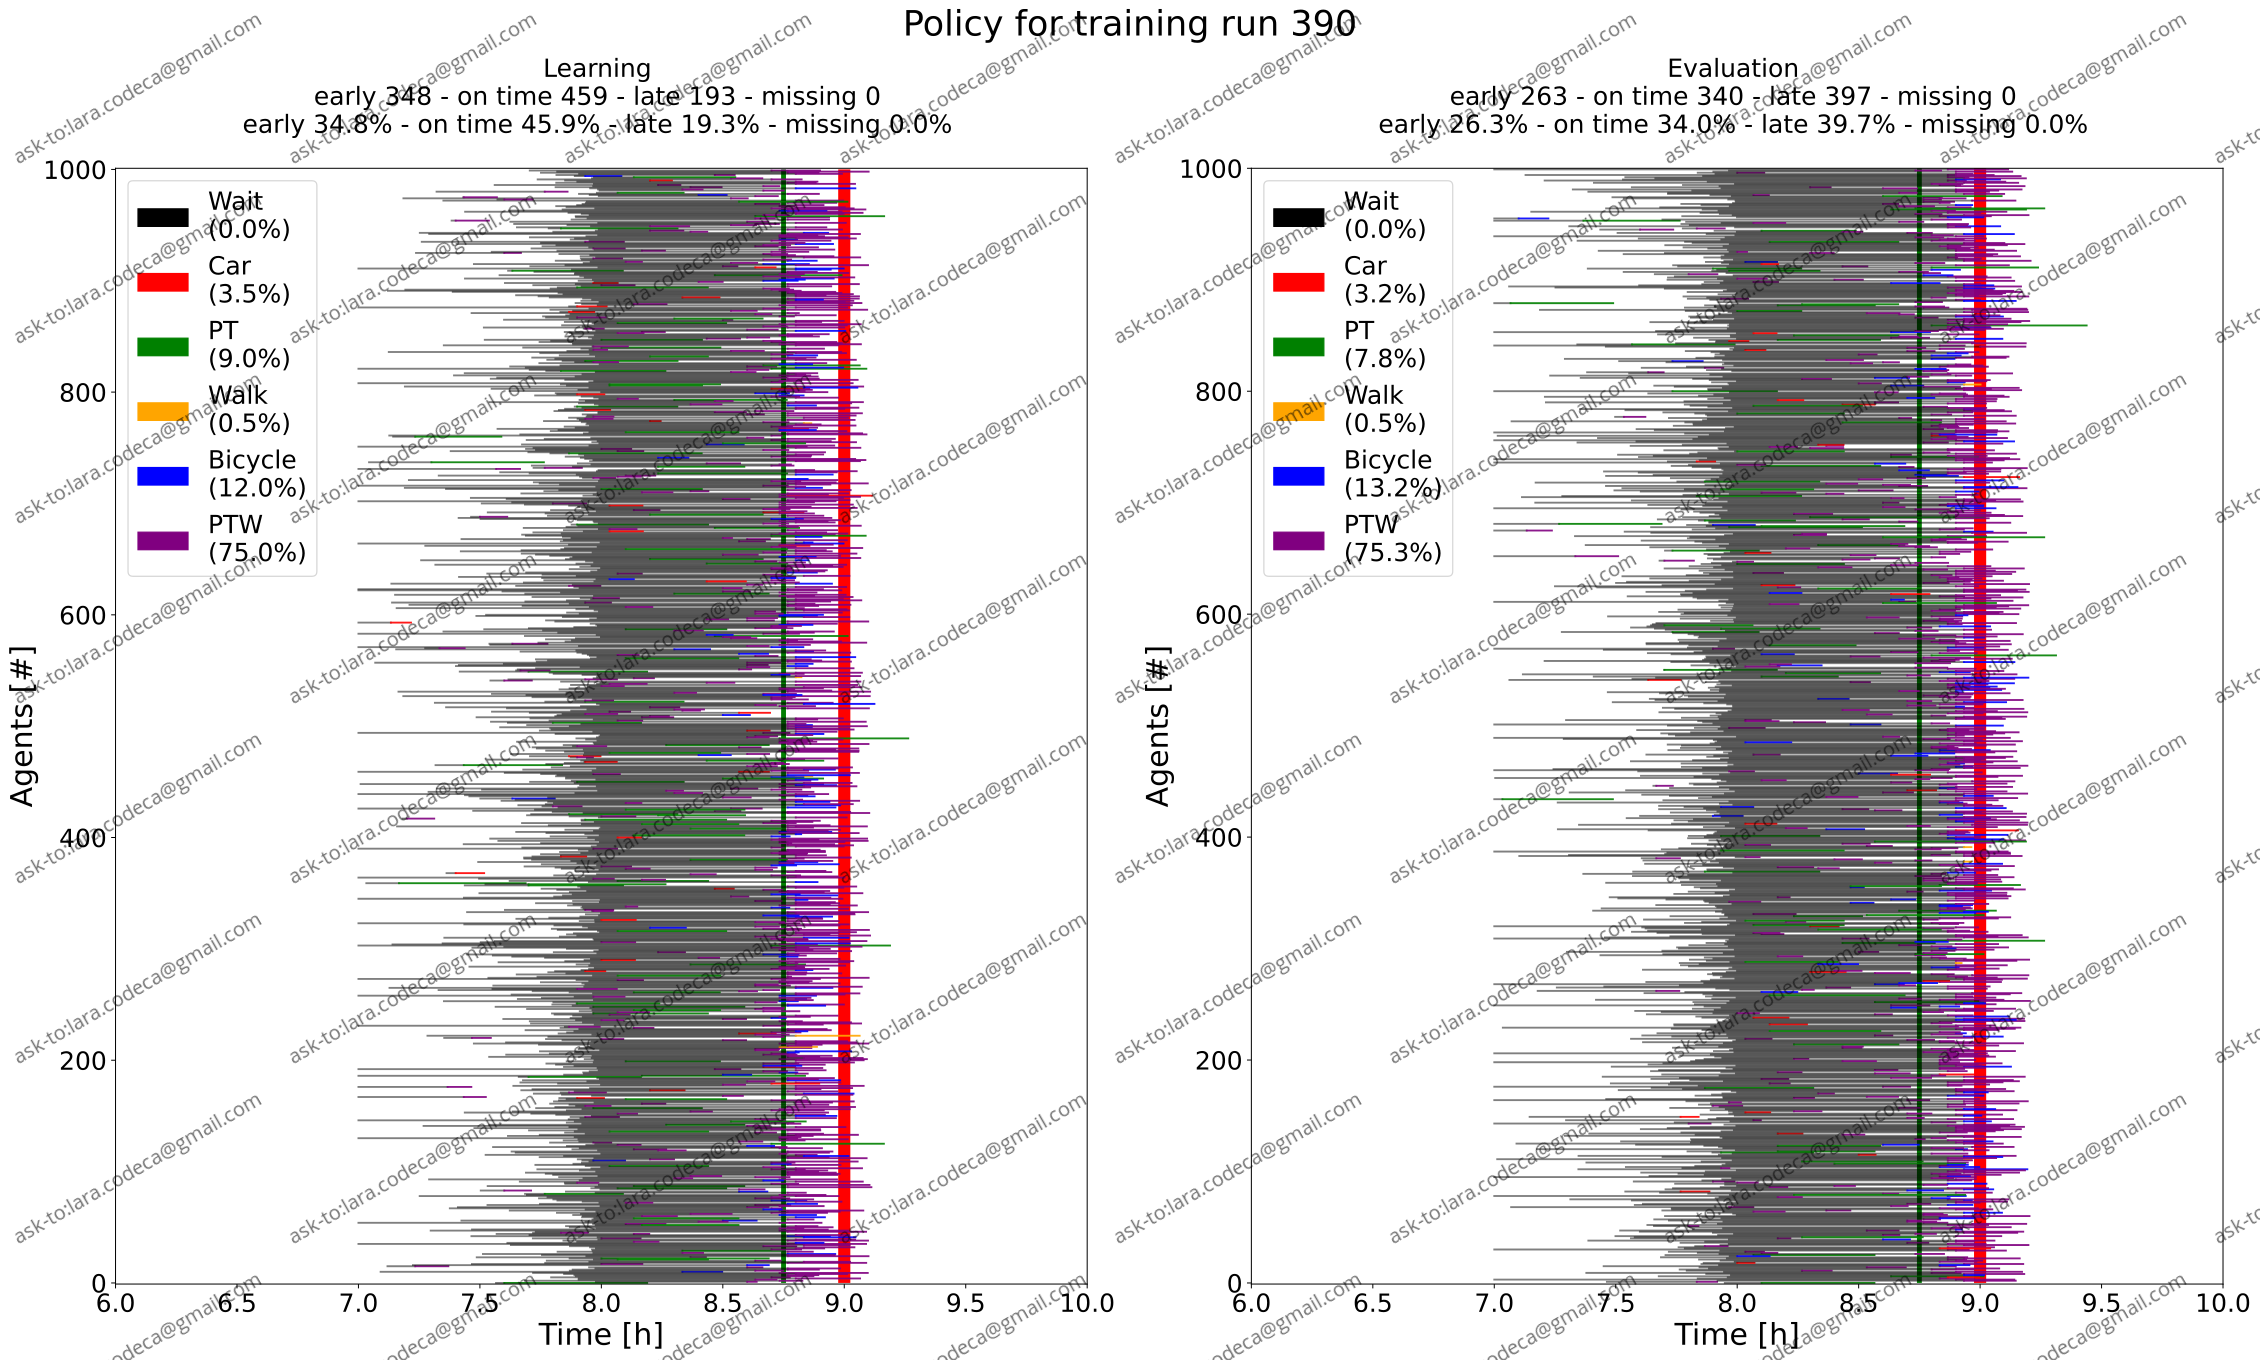 Policy for training run 390
Learning
early 348 - on time 459 - late 193 - missing 0
early 34.8% - on time 45.9% - late 19.3% - missing 0.0%
Wait
(0.0%)
Car
(3.5%)
PT
(9.0%)
Walk
(0.5%)
Bicycle
(12.0%)
PTW
(75.0%)
1000
800
600
400
200
0
Agents [#]
6.0 6.5 7.0 7.5 8.0 8.5 9.0 9.5 10.0
Time [h]
Evaluation
early 263 - on time 340 - late 397 - missing 0
early 26.3% - on time 34.0% - late 39.7% - missing 0.0%
Wait
(0.0%)
Car
(3.2%)
PT
(7.8%)
Walk
(0.5%)
Bicycle
(13.2%)
PTW
(75.3%)
1000
800
600
400
200
0
Agents [#]
6.0 6.5 7.0 7.5 8.0 8.5 9.0 9.5 10.0
Time [h]
ask-to:lara.codeca@gmail.com